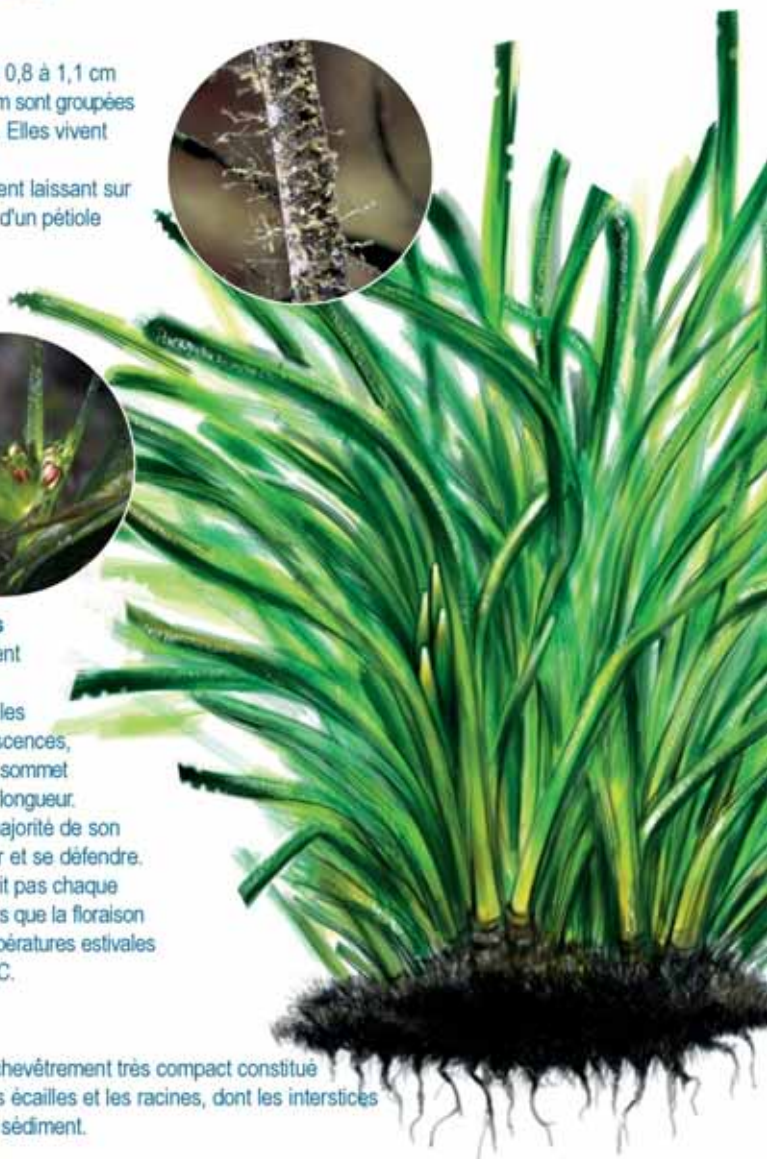 0,8 à 1,1 cm
m sont groupées
Elles vivent
ent laissant sur
d'un pétiole
s
ent
les
scences,
sommet
longueur.
ajorité de son
r et se défendre.
it pas chaque
s que la floraison
pératures estivales
C.
chevêtrement très compact constitué
s écailles et les racines, dont les interstices
sédiment.